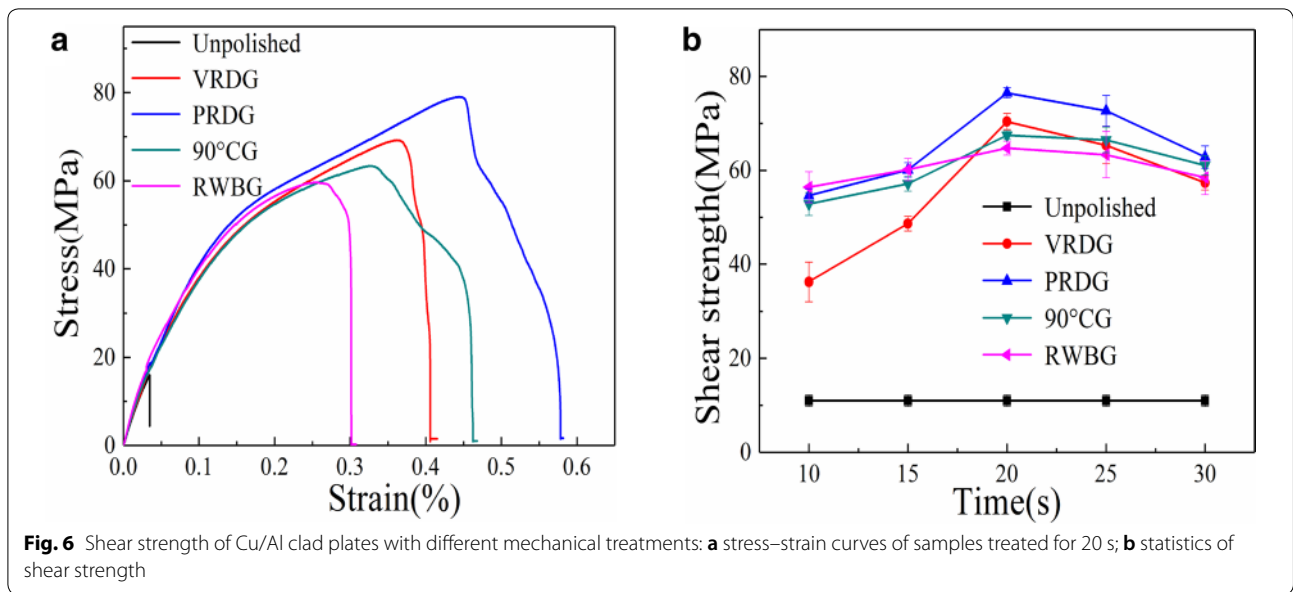 a
Unpolished
VRDG
PRDG
90°CG
RWBG
Stress(MPa)
80
60
40
20
0
0.0 0.1 0.2 0.3 0.4 0.5 0.6
Strain(%)
b
Shear strength(MPa)
80
60
40
20
0
Unpolished
VRDG
PRDG
90°CG
RWBG
10 15 20 25 30
Time(s)
Fig. 6 Shear strength of Cu/Al clad plates with different mechanical treatments: a stress–strain curves of samples treated for 20 s; b statistics of
shear strength